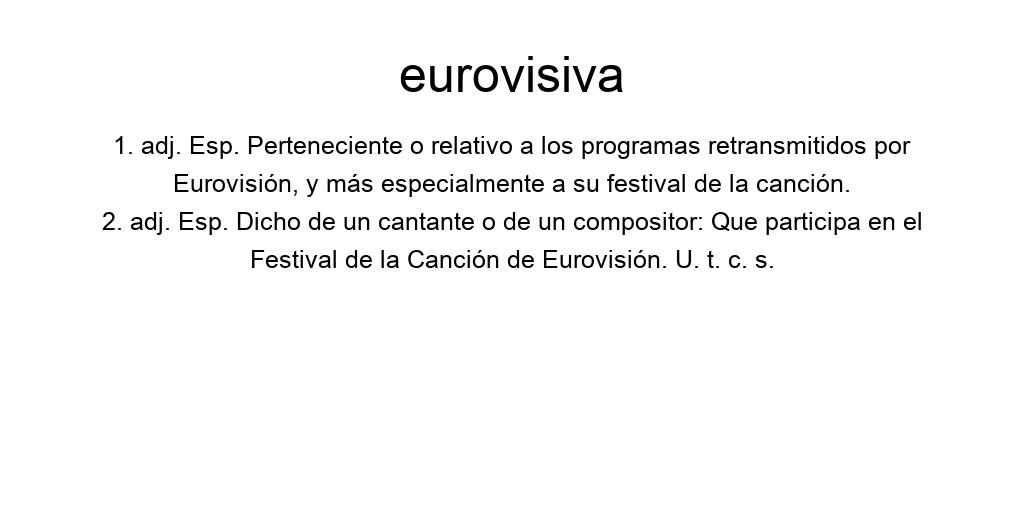 eurovisiva
1. adj. Esp. Perteneciente o relativo a los programas retransmitidos por
Eurovisión, y más especialmente a su festival de la canción.
2. adj. Esp. Dicho de un cantante o de un compositor: Que participa en el
Festival de la Canción de Eurovisión. U. t. c. s.